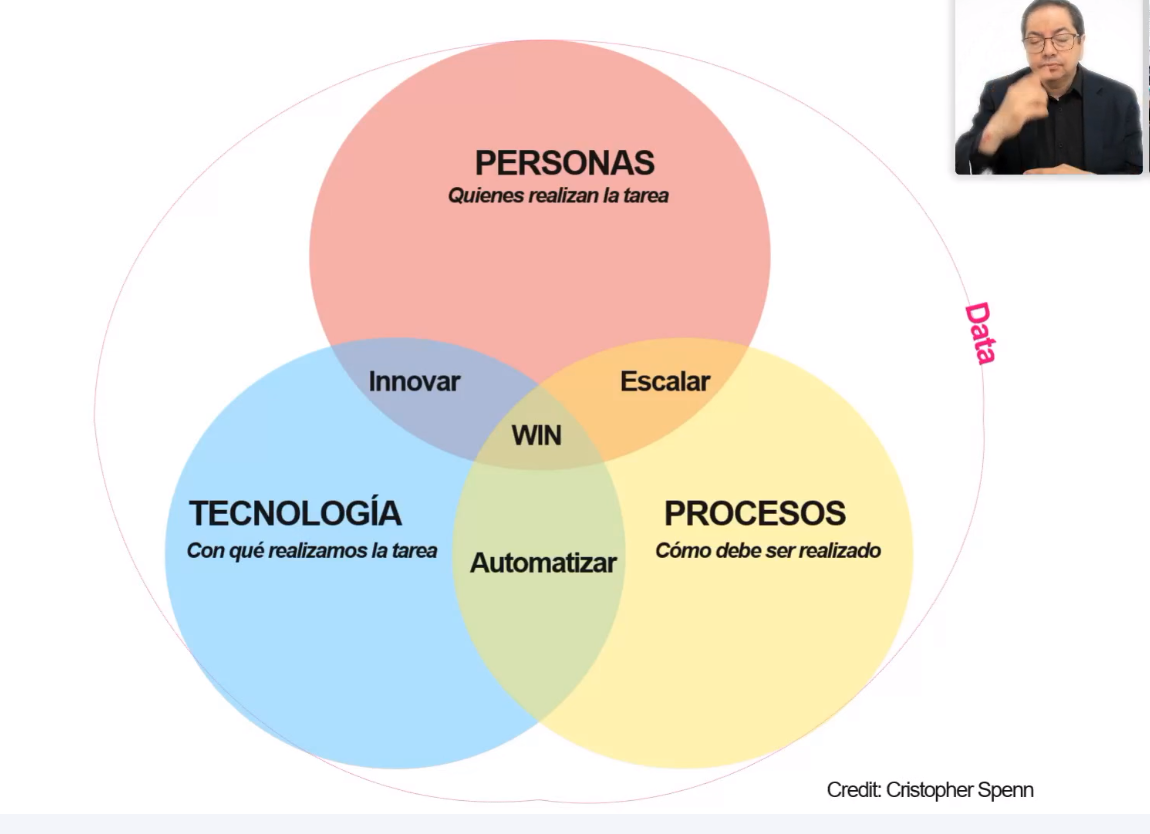 PERSONAS
Quienes realizan la tarea
Data
Innovar
Escalar
WIN
TECNOLOGÍA
Con qué realizamos la tarea
PROCESOS
Cómo debe ser realizado
Automatizar
Credit: Cristopher Spenn